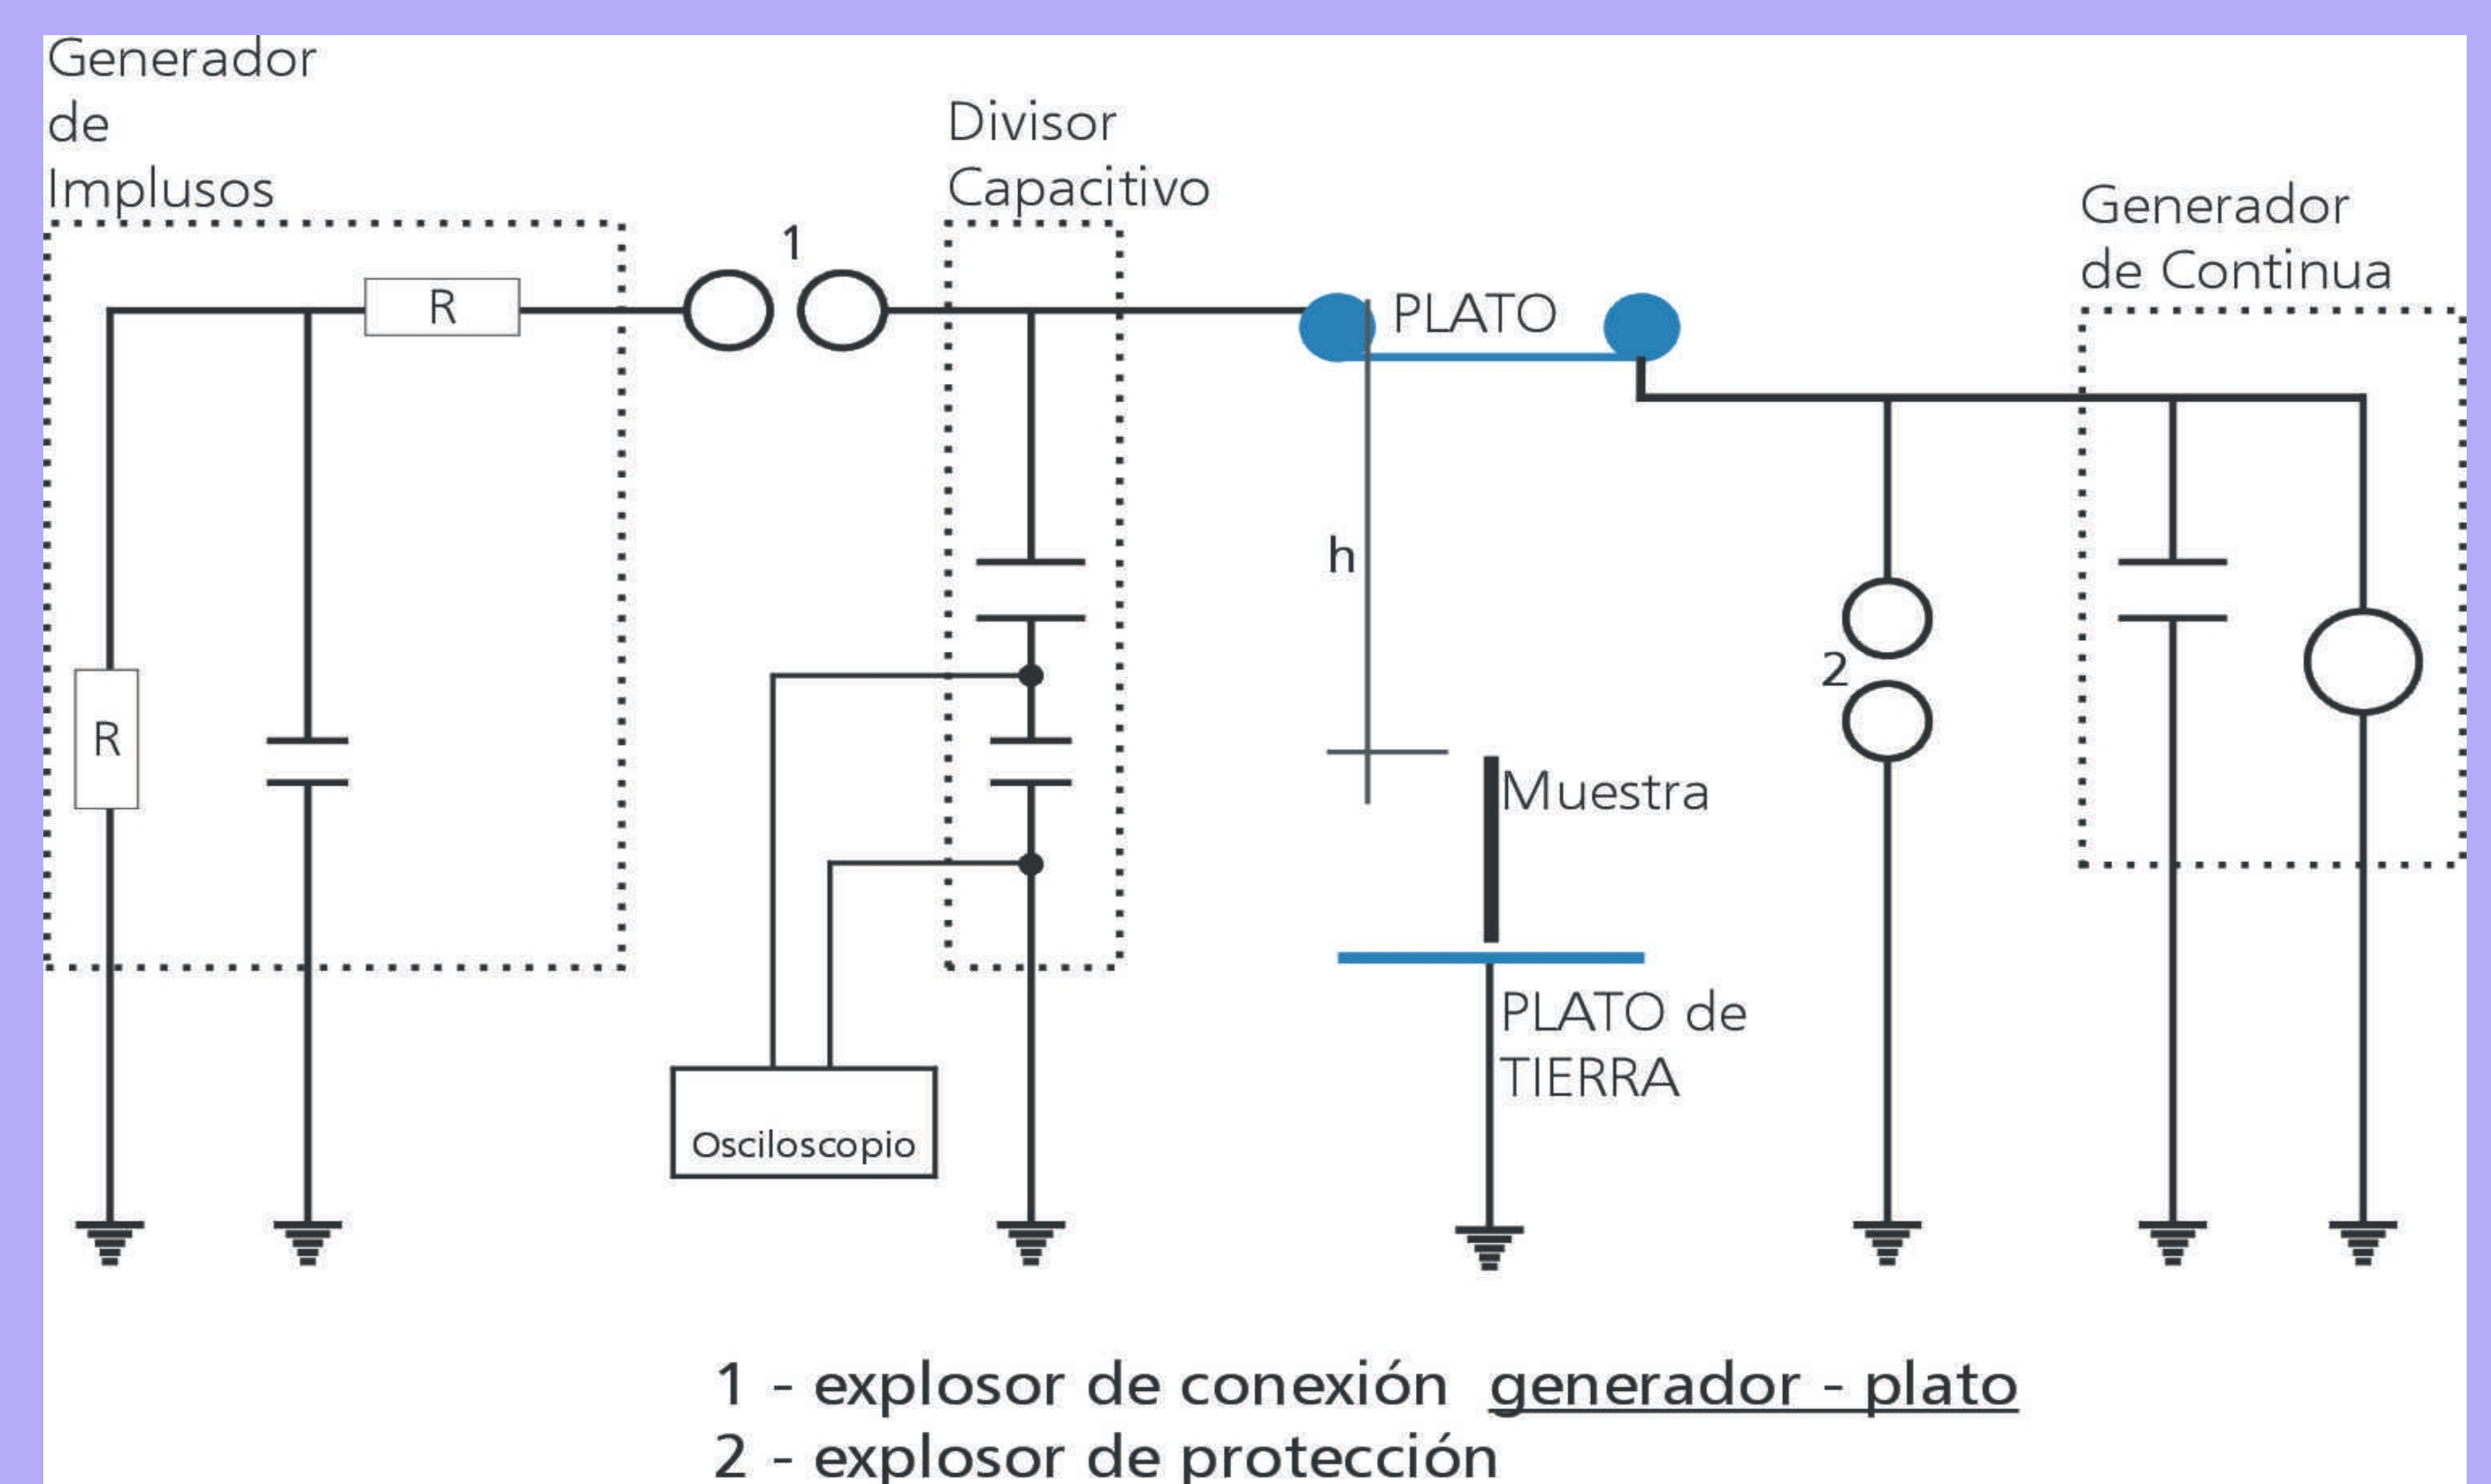 Generador
de
Implusos
Divisor
Capacitivo
Generador
de Continua
1
R
PLATO
h
R
2
Muestra
PLATO de
TIERRA
Osciloscopio
1 - explosor de conexión generador - plato
2 - explosor de protección